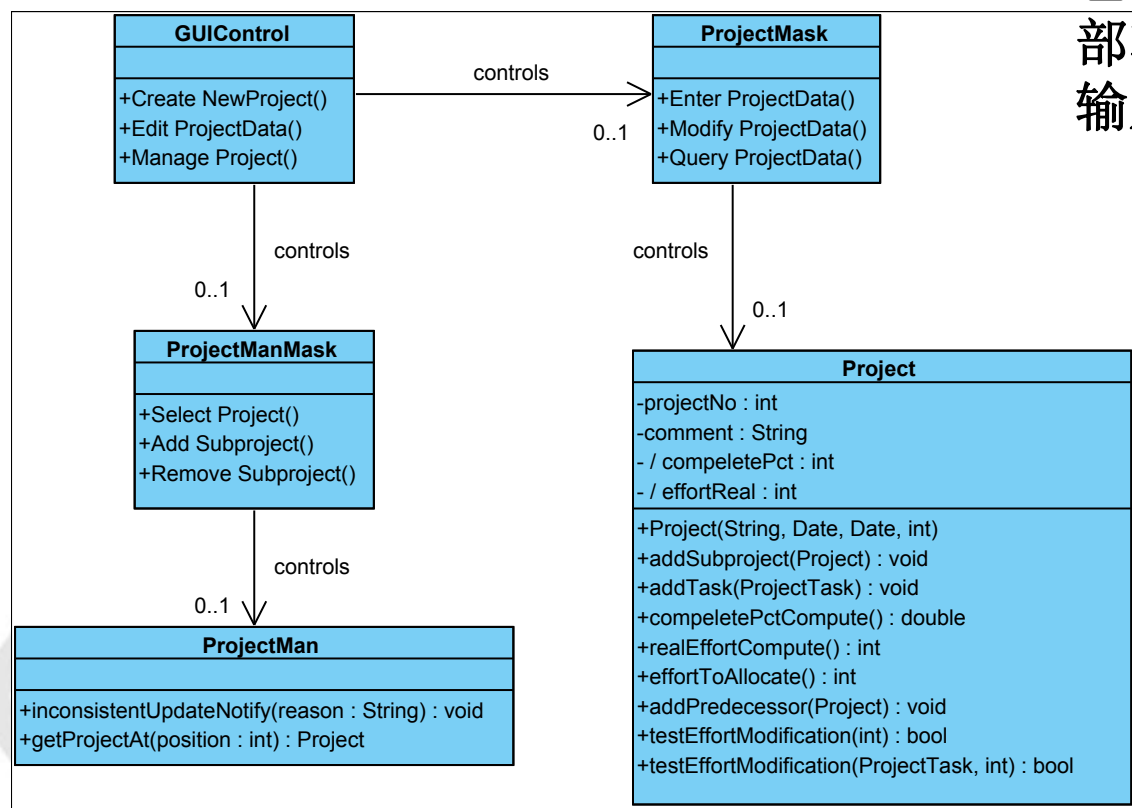 GUIControl
+Create NewProject()
+Edit ProjectData()
+Manage Project()
controls
0..1
ProjectMask
+Enter ProjectData()
+Modify ProjectData()
+Query ProjectData()
部
输
controls
0..1
controls
0..1
ProjectManMask
+Select Project()
+Add Subproject()
+Remove Subproject()
controls
0..1
ProjectMan
+inconsistentUpdateNotify(reason : String) : void
+getProjectAt(position : int) : Project
Project
-projectNo : int
-comment : String
- / compeletePct : int
- / effortReal : int
+Project(String, Date, Date, int)
+addSubproject(Project) : void
+addTask(ProjectTask) : void
+compeletePctCompute() : double
+realEffortCompute() : int
+effortToAllocate() : int
+addPredecessor(Project) : void
+testEffortModification(int) : bool
+testEffortModification(ProjectTask, int) : bool